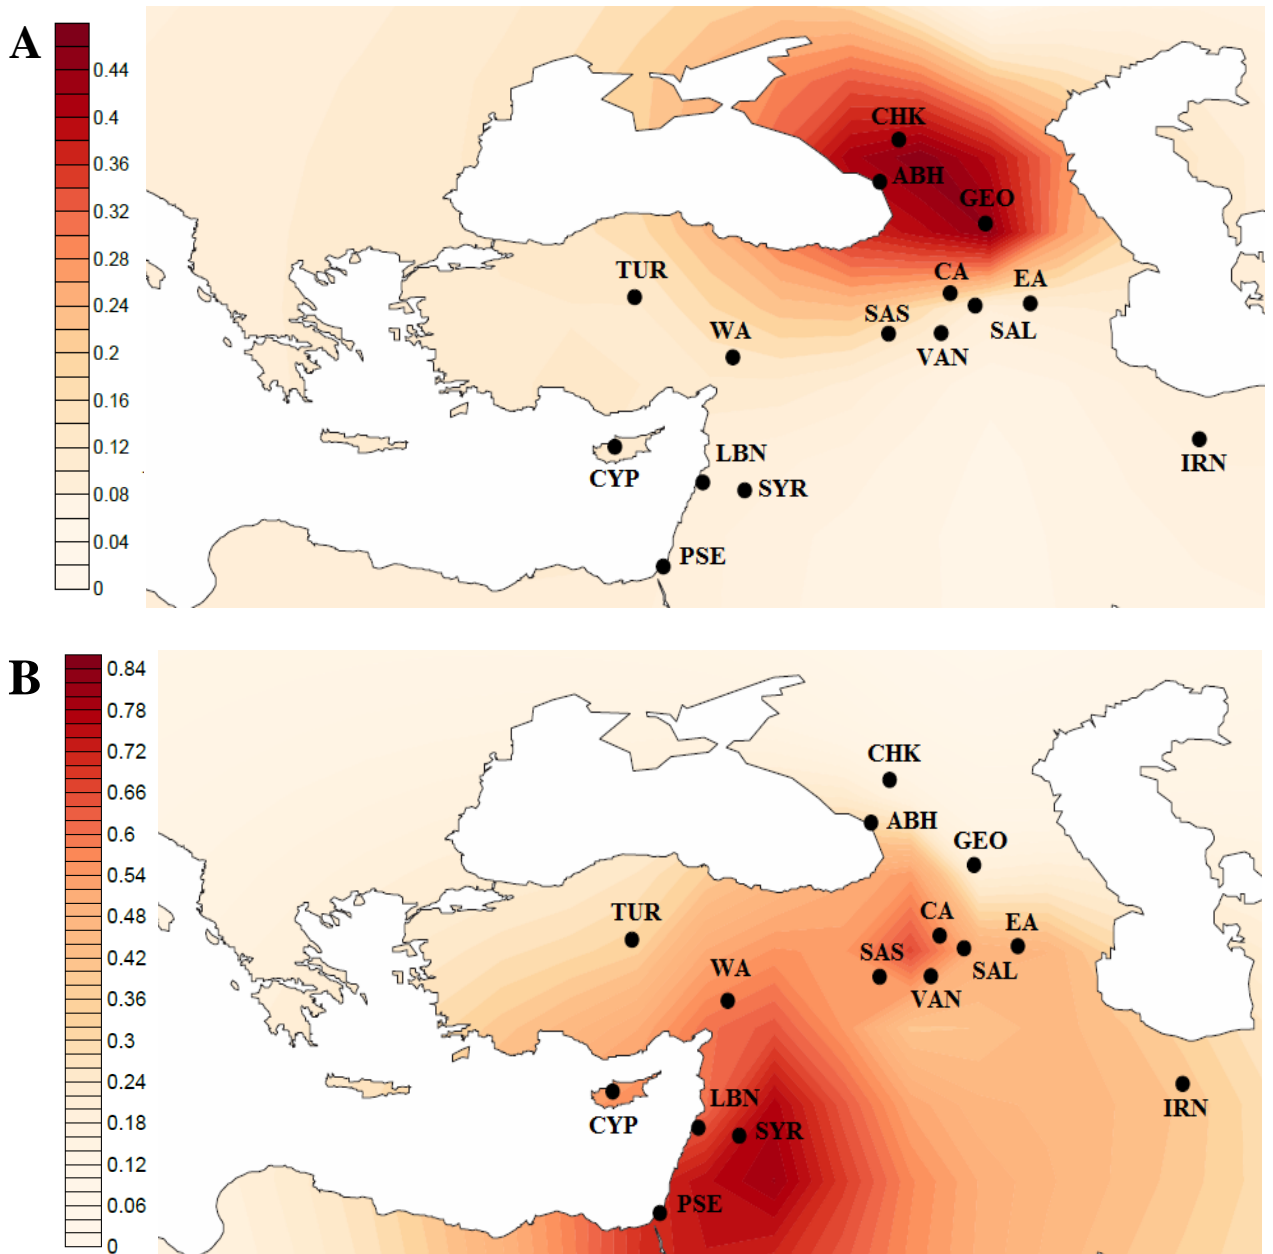 A
0.44
0.4
0.36
0.32
0.28
0.24
0.2
0.16
0.12
0.08
0.04
0
CHK
ABH
GEO
TUR
CA
EA
SAS
SAL
WA
VAN
LBN
IRN
CYP
SYR
PSE
B
0.84
0.78
0.72
0.66
0.6
0.54
0.48
0.42
0.36
0.3
0.24
0.18
0.12
0.06
0
CHK
ABH
GEO
TUR
CA
EA
SAS
SAL
WA
VAN
LBN
IRN
CYP
SYR
PSE